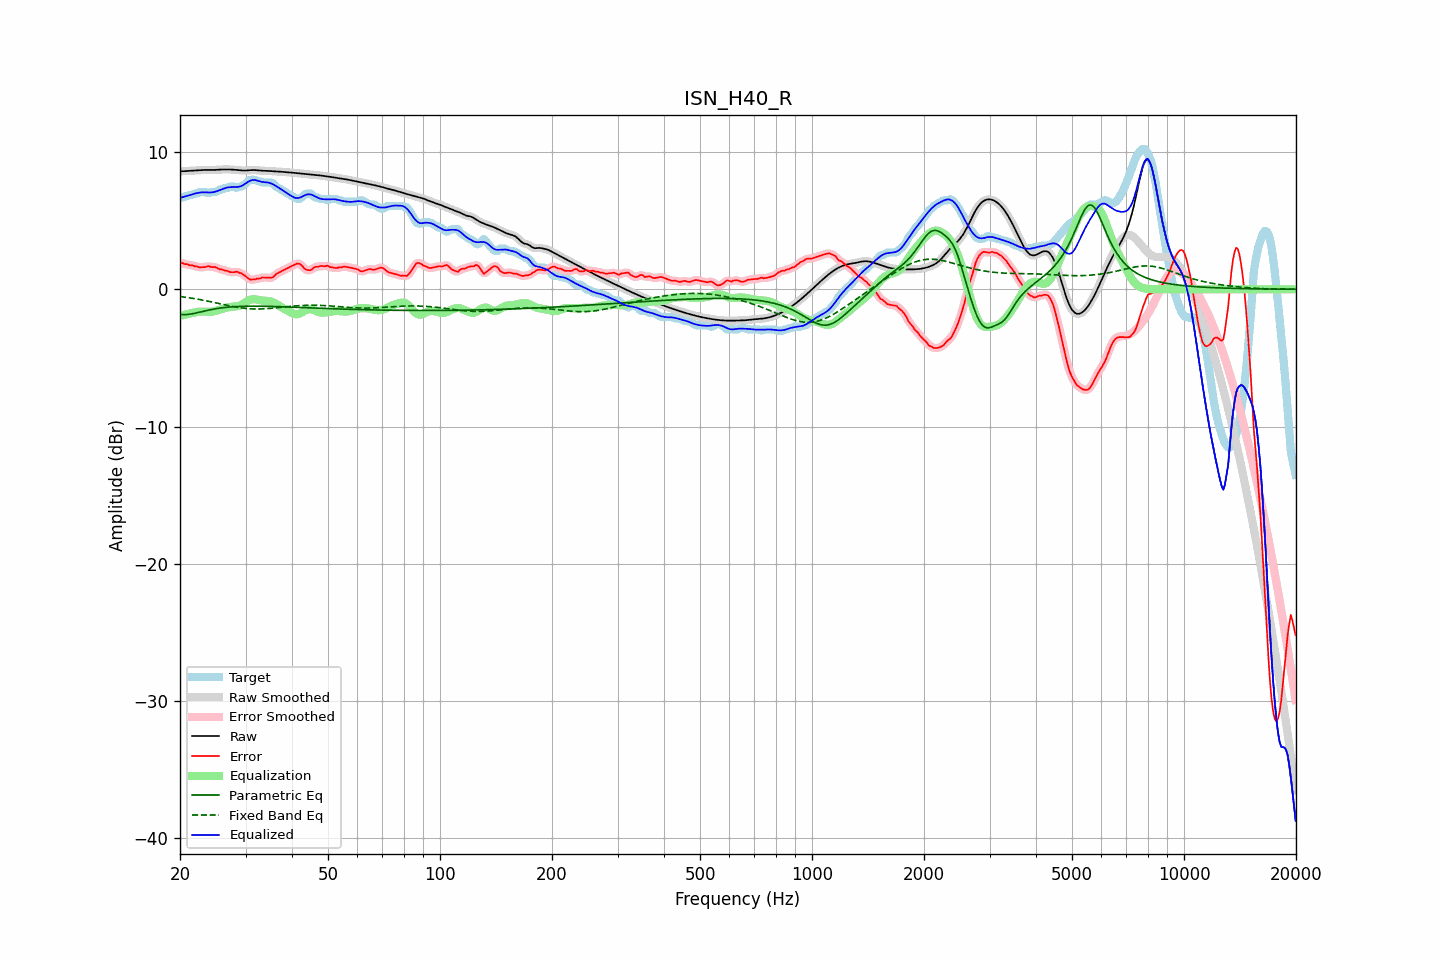 ISN_H40_R
10
0
−10
−20
−30
−40
Amplitude (dBr)
Target
Raw Smoothed
Error Smoothed
Raw
Error
Equalization
Parametric Eq
Fixed Band Eq
Equalized
20 50 100 200 500 1000 2000 5000 10000 20000
Frequency (Hz)